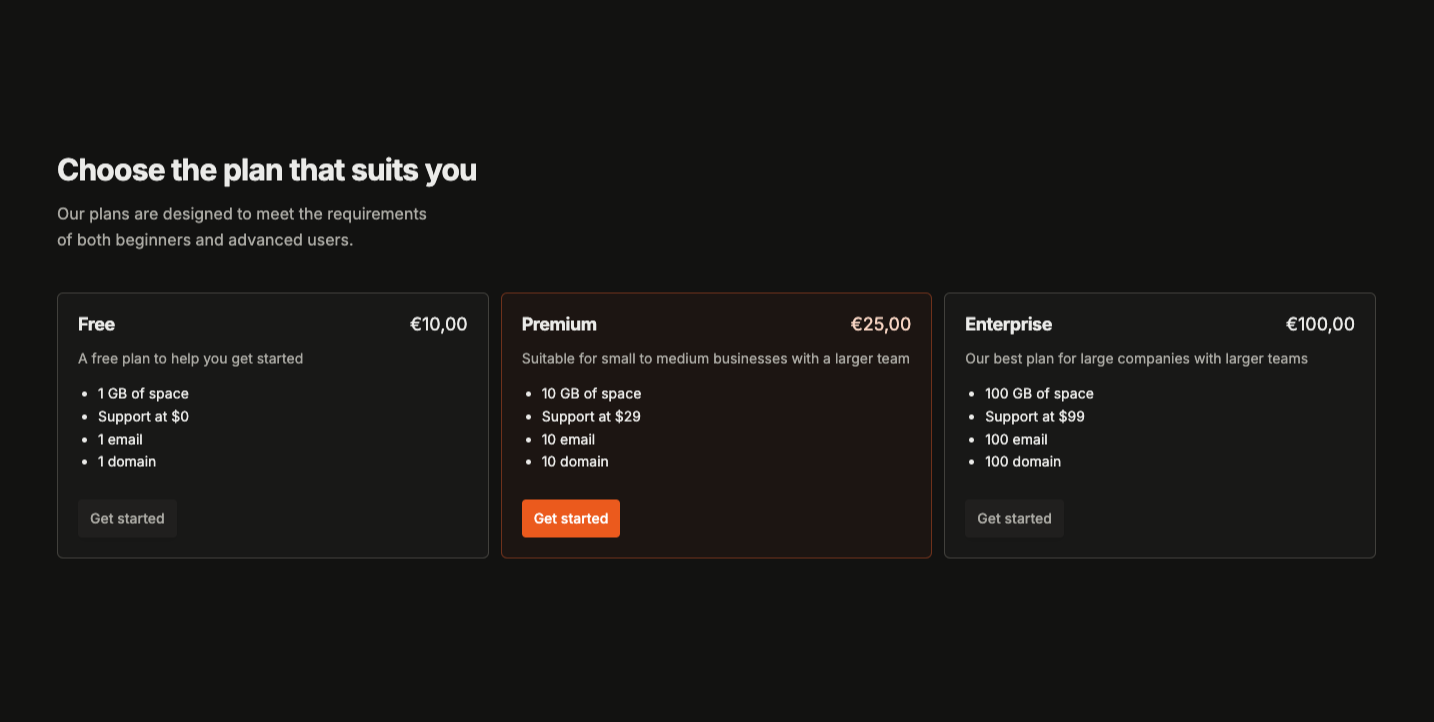 Choose the plan that suits you
Our plans are designed to meet the requirements
of both beginners and advanced users.
Free
€10,00
A free plan to help you get started
1 GB of space
Support at $0
1 email
1 domain
Get started
Premium
€25,00
Suitable for small to medium businesses with a larger team
10 GB of space
Support at $29
10 email
10 domain
Get started
Enterprise
€100,00
Our best plan for large companies with larger teams
100 GB of space
Support at $99
100 email
100 domain
Get started